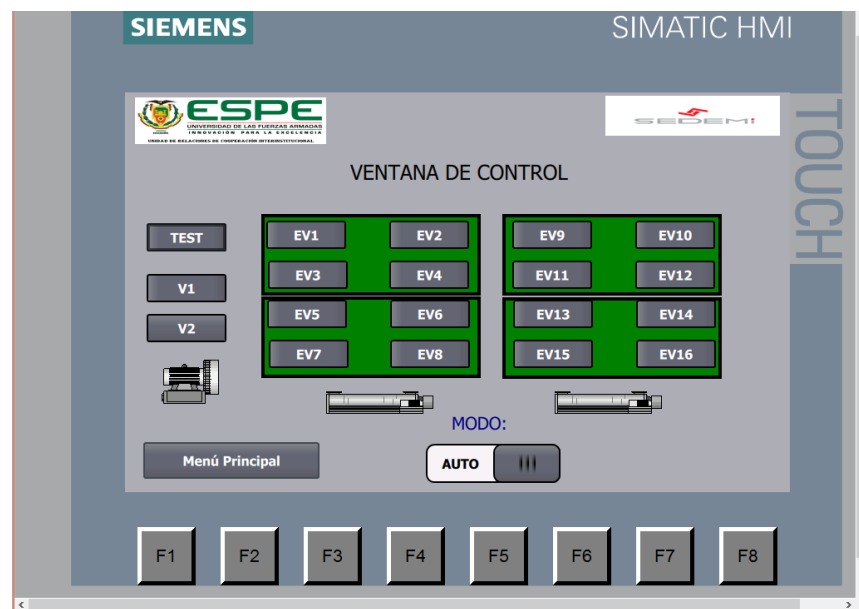 SIEMENS
SIMATIC HMI
TOUCH
ESPE
UNIVERSIDAD DE LAS FUERZAS ARMADAS
INNOVACIÓN PARA LA EXCELENCIA
UNIDAD DE RELACIONES DE COOPERACIÓN INTERINSTITUCIONAL
SEDEMI
VENTANA DE CONTROL
TEST
EV1 EV2 EV9 EV10
EV3 EV4 EV11 EV12
V1
EV5 EV6 EV13 EV14
V2
EV7 EV8 EV15 EV16
MODO:
Menú Principal
AUTO
F1 F2 F3 F4 F5 F6 F7 F8